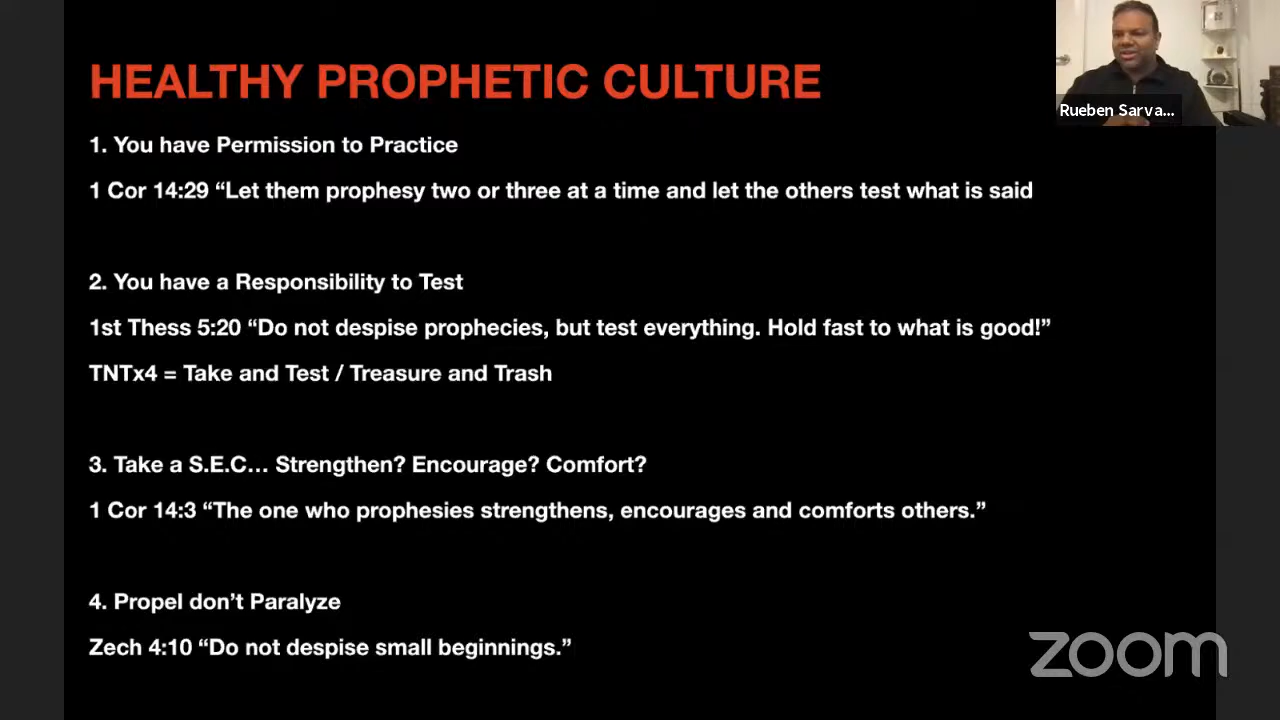 HEALTHY PROPHETIC CULTURE
1. You have Permission to Practice
1 Cor 14:29 “Let them prophesy two or three at a time and let the others test what is said
2. You have a Responsibility to Test
1st Thess 5:20 “Do not despise prophecies, but test everything. Hold fast to what is good!”
TNTx4 = Take and Test / Treasure and Trash
3. Take a S.E.C… Strengthen? Encourage? Comfort?
1 Cor 14:3 “The one who prophesies strengthens, encourages and comforts others.”
4. Propel don’t Paralyze
Zech 4:10 “Do not despise small beginnings.”
Rueben Sarva...
zoom